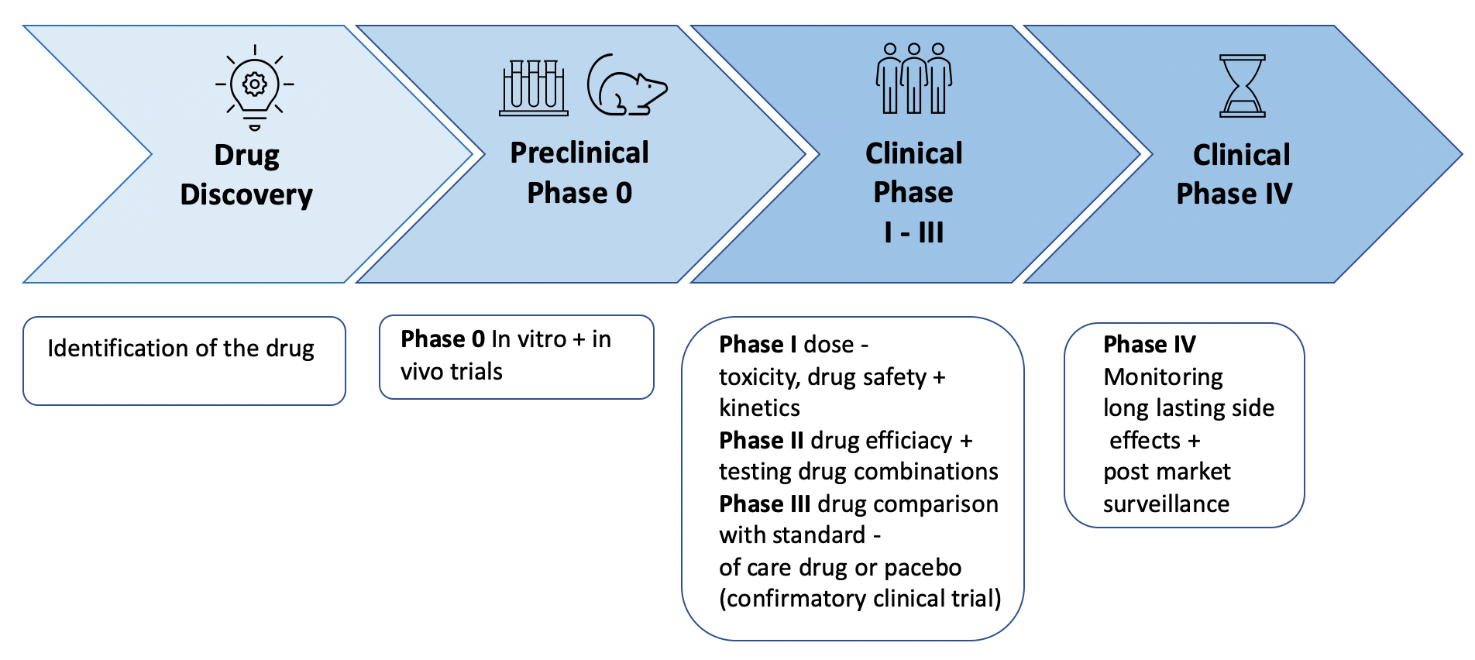 Drug
Discovery
Preclinical
Phase 0
Clinical
Phase
I - III
Clinical
Phase IV
Identification of the drug
Phase 0 In vitro + in
vivo trials
Phase I dose -
toxicity, drug safety +
kinetics
Phase II drug efficiacy +
testing drug combinations
Phase III drug comparison
with standard -
of care drug or pacebo
(confirmatory clinical trial)
Phase IV
Monitoring
long lasting side
effects +
post market
surveillance